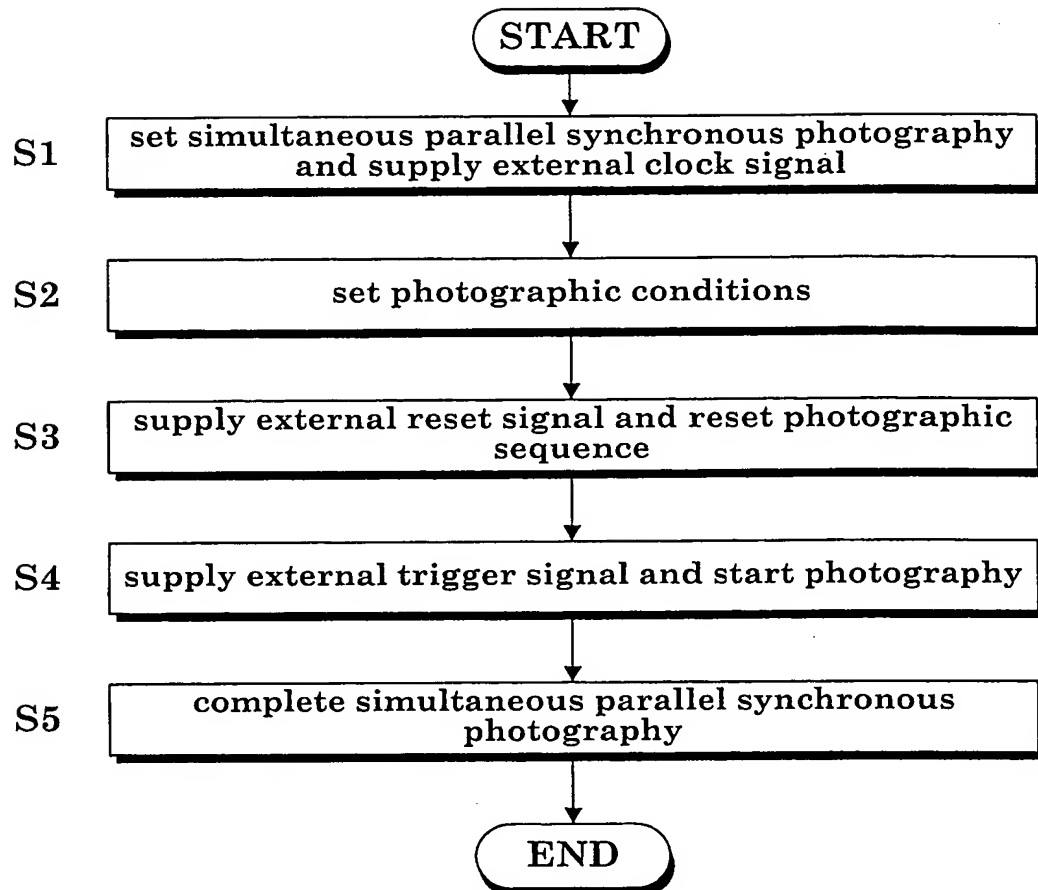 START
S1
set simultaneous parallel synchronous photography
and supply external clock signal
S2
set photographic conditions
S3
supply external reset signal and reset photographic
sequence
S4
supply external trigger signal and start photography
S5
complete simultaneous parallel synchronous
photography
END